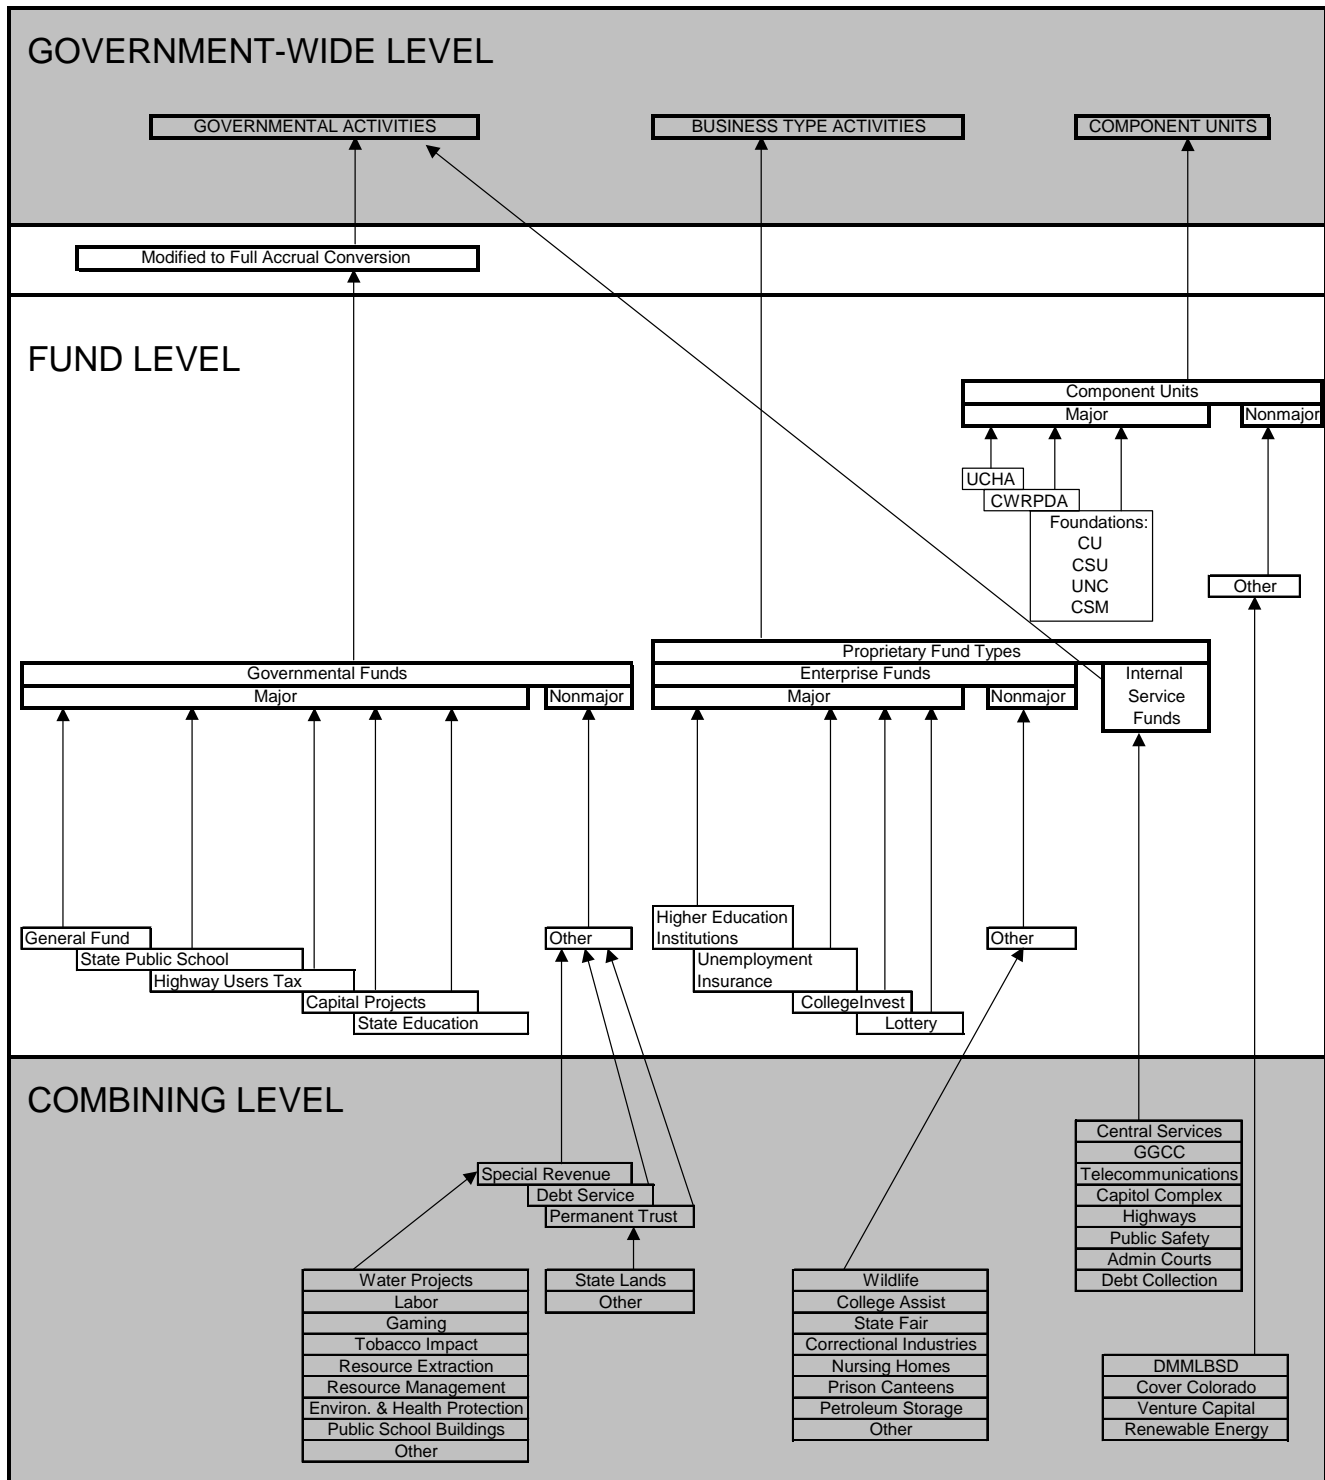 GOVERNMENT-WIDE LEVEL
GOVERNMENTAL ACTIVITIES
BUSINESS TYPE ACTIVITIES
COMPONENT UNITS
Modified to Full Accrual Conversion
FUND LEVEL
Component Units
Major
Nonmajor
UCHA
CWRPDA
Foundations:
CU
CSU
UNC
CSM
Other
Governmental Funds
Major
Nonmajor
Proprietary Fund Types
Enterprise Funds
Major
Nonmajor
Internal
Service
Funds
General Fund
State Public School
Highway Users Tax
Capital Projects
State Education
Other
Higher Education
Institutions
Unemployment
Insurance
CollegeInvest
Lottery
Other
COMBINING LEVEL
Special Revenue
Debt Service
Permanent Trust
Water Projects
Labor
Gaming
Tobacco Impact
Resource Extraction
Resource Management
Environ. & Health Protection
Public School Buildings
Other
State Lands
Other
Wildlife
College Assist
State Fair
Correctional Industries
Nursing Homes
Prison Canteens
Petroleum Storage
Other
Central Services
GGCC
Telecommunications
Capitol Complex
Highways
Public Safety
Admin Courts
Debt Collection
DMMLBSD
Cover Colorado
Venture Capital
Renewable Energy